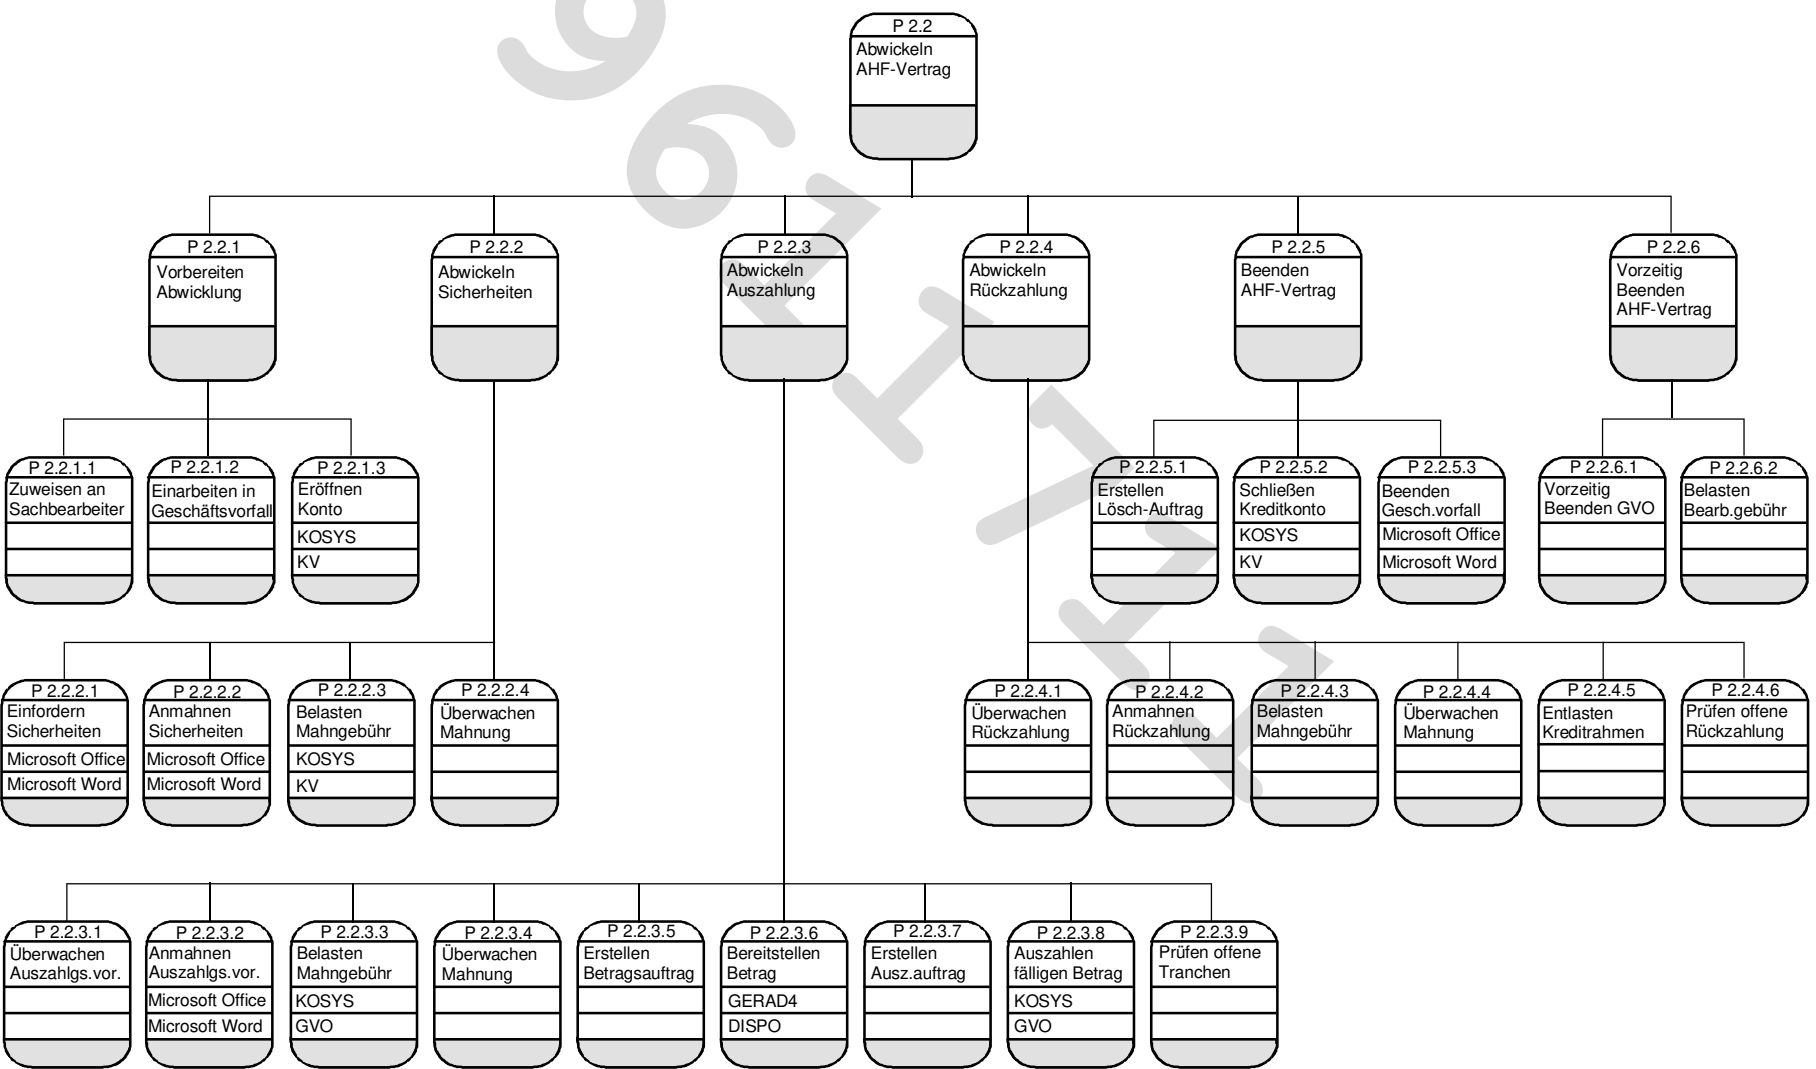 P 2.2
Abwickeln
AHF-Vertrag
P 2.2.1
Vorbereiten
Abwicklung
P 2.2.2
Abwickeln
Sicherheiten
P 2.2.3
Abwickeln
Auszahlung
P 2.2.4
Abwickeln
Rückzahlung
P 2.2.5
Beenden
AHF-Vertrag
P 2.2.6
Vorzeitig
Beenden
AHF-Vertrag
P 2.2.1.1
Zuweisen an
Sachbearbeiter
P 2.2.1.2
Einarbeiten in
Geschäftsvorfall
P 2.2.1.3
Eröffnen
Konto
KOSYS
KV
P 2.2.5.1
Erstellen
Lösch-Auftrag
P 2.2.5.2
Schließen
Kreditkonto
KOSYS
KV
P 2.2.5.3
Beenden
Gesch.vorfall
Microsoft Office
Microsoft Word
P 2.2.6.1
Vorzeitig
Beenden GVO
P 2.2.6.2
Belasten
Bearb.gebühr
P 2.2.2.1
Einfordern
Sicherheiten
Microsoft Office
Microsoft Word
P 2.2.2.2
Anmahnen
Sicherheiten
Microsoft Office
Microsoft Word
P 2.2.2.3
Belasten
Mahngebühr
KOSYS
KV
P 2.2.2.4
Überwachen
Mahnung
P 2.2.4.1
Überwachen
Rückzahlung
P 2.2.4.2
Anmahnen
Rückzahlung
P 2.2.4.3
Belasten
Mahngebühr
P 2.2.4.4
Überwachen
Mahnung
P 2.2.4.5
Entlasten
Kreditrahmen
P 2.2.4.6
Prüfen offene
Rückzahlung
P 2.2.3.1
Überwachen
Auszahlgs.vor.
P 2.2.3.2
Anmahnen
Auszahlgs.vor.
Microsoft Office
Microsoft Word
P 2.2.3.3
Belasten
Mahngebühr
KOSYS
GVO
P 2.2.3.4
Überwachen
Mahnung
P 2.2.3.5
Erstellen
Betragsauftrag
P 2.2.3.6
Bereitstellen
Betrag
GERAD4
DISPO
P 2.2.3.7
Erstellen
Ausz.auftrag
P 2.2.3.8
Auszahlen
fälligen Betrag
KOSYS
GVO
P 2.2.3.9
Prüfen offene
Tranchen